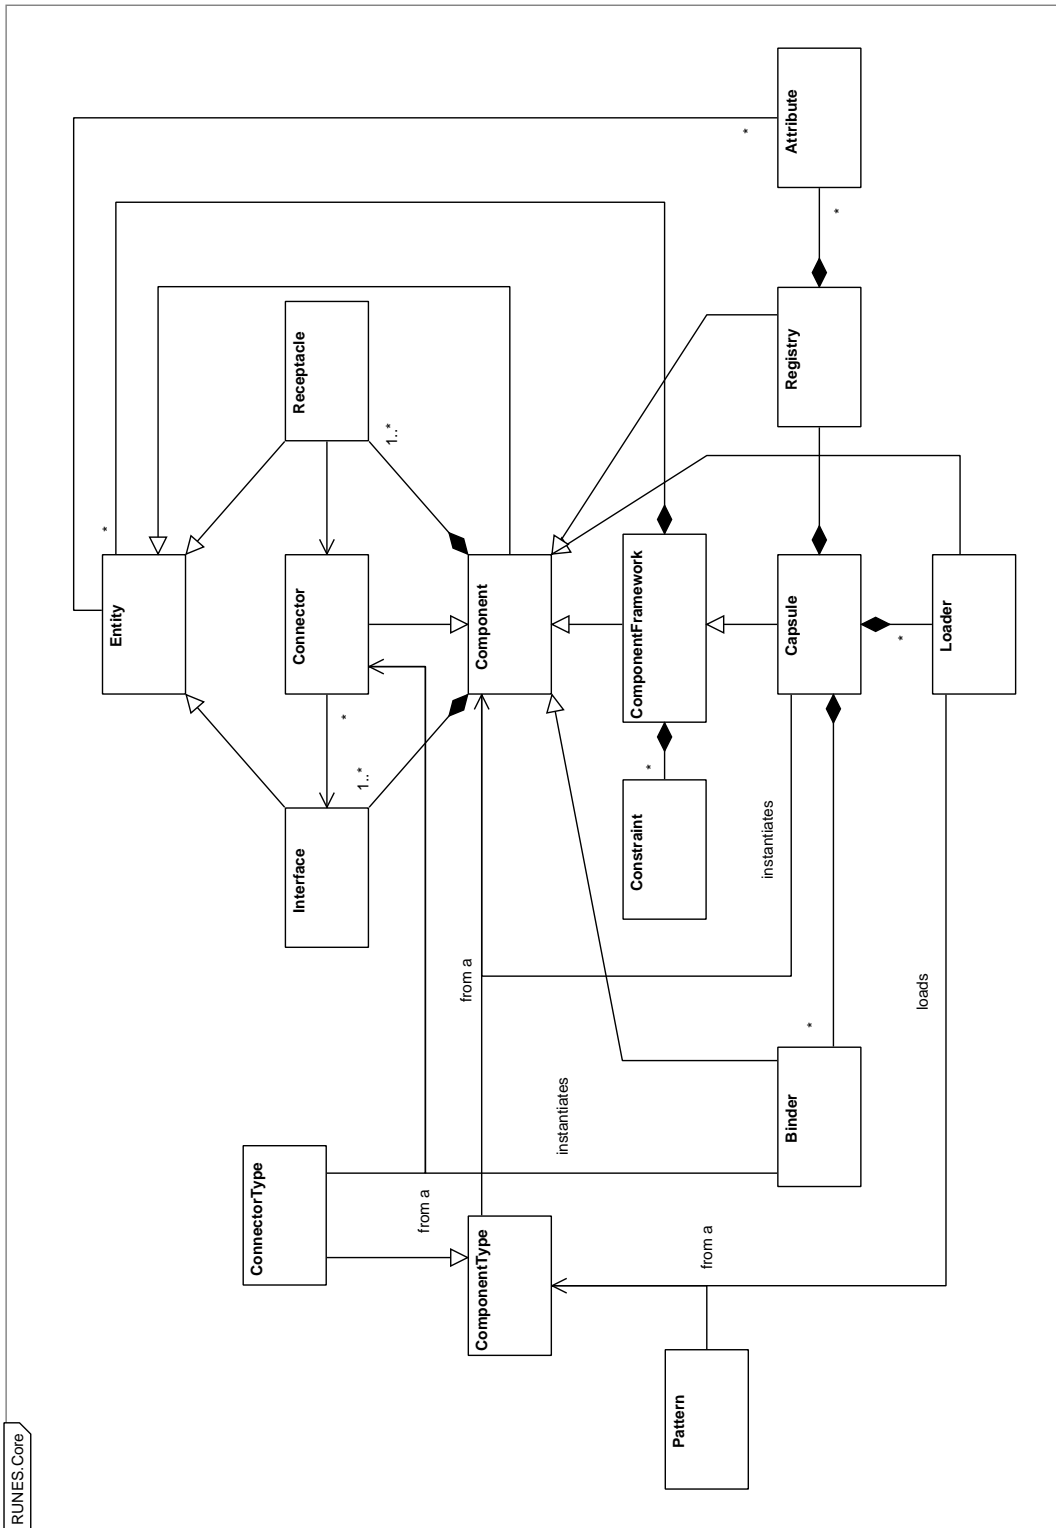 RUNES.Core
*
Entity
ConnectorType
Interface
Connector
Receptacle
*
1..*
1..*
from a
from a
ComponentType
Component
instantiates
Constraint
ComponentFramework
*
Pattern
from a
*
instantiates
Binder
Capsule
Registry
Attribute
*
*
*
loads
Loader